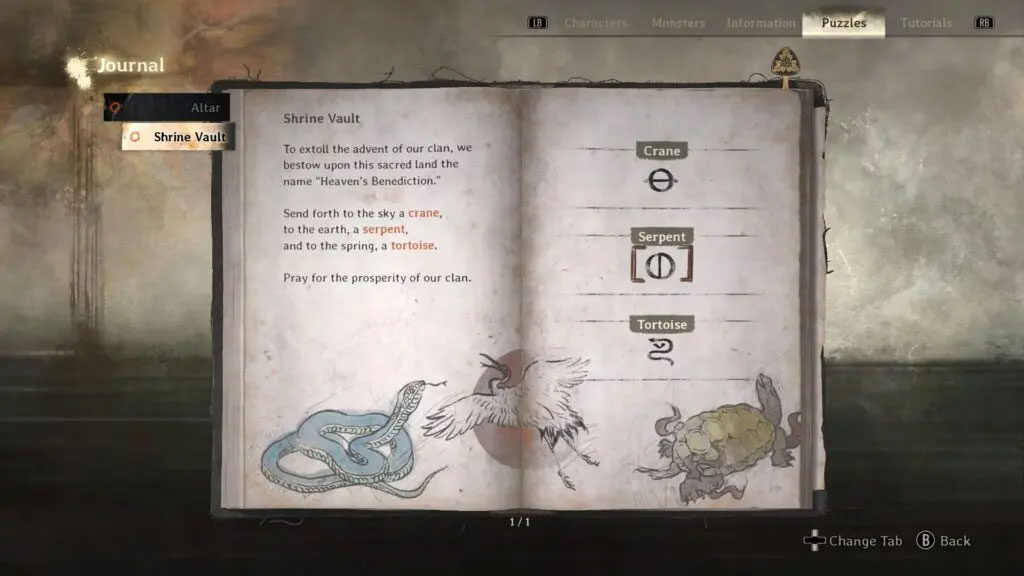 LB Characters Monsters Information Puzzles Tutorials RB
Journal
Altar
Shrine Vault
Shrine Vault
To extoll the advent of our clan, we
bestow upon this sacred land the
name "Heaven's Benediction."
Send forth to the sky a crane,
to the earth, a serpent,
and to the spring, a tortoise.
Pray for the prosperity of our clan.
Crane
Serpent
Tortoise
1/1
Change Tab B Back